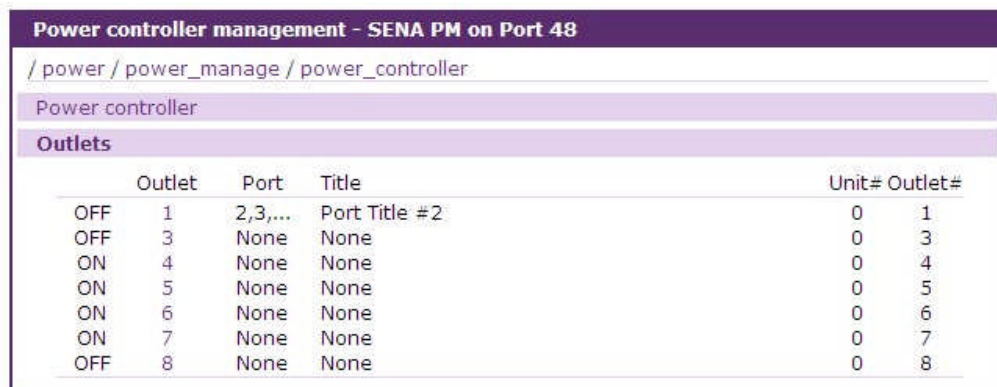 Power controller management - SENA PM on Port 48
/ power / power_manage / power_controller
Power controller
Outlets
Outlet Port Title Unit# Outlet#
OFF 1 2,3,... Port Title #2 0 1
OFF 3 None None 0 3
ON 4 None None 0 4
ON 5 None None 0 5
ON 6 None None 0 6
ON 7 None None 0 7
OFF 8 None None 0 8